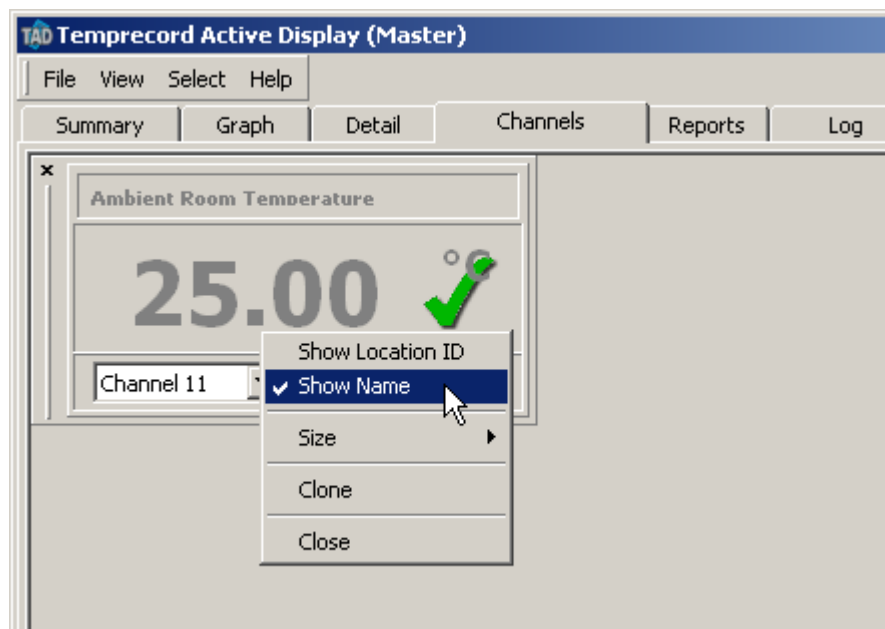 TAD Temprecord Active Display (Master)
File View Select Help
Summary Graph Detail Channels Reports Log
Ambient Room Temperature
25.00 °C
Channel 11
Show Location ID
Show Name
Size
Clone
Close